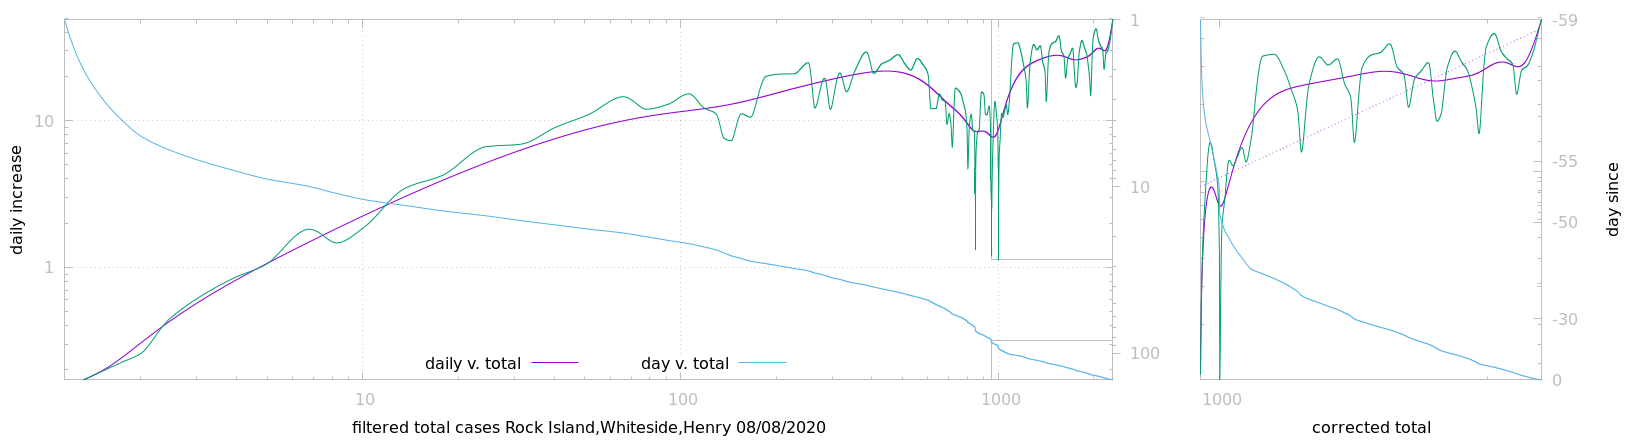 1
-59
10
-55
daily increase
10
-50
day since
1
-30
daily v. total
day v. total
100
0
10
100
1000
1000
filtered total cases Rock Island,Whiteside,Henry 08/08/2020
corrected total